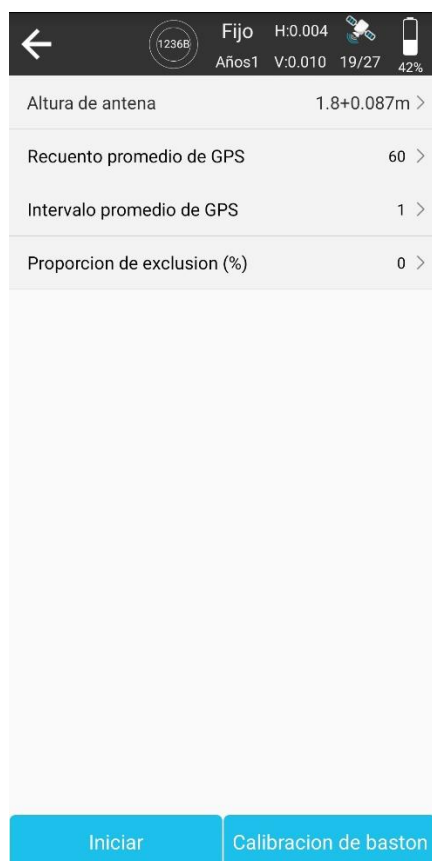 1236B Fijo H:0.004
Años1 V:0.010 19/27 42%
Altura de antena 1.8+0.087m >
Recuento promedio de GPS 60 >
Intervalo promedio de GPS 1 >
Proporcion de exclusion (%) 0 >
Iniciar Calibracion de baston